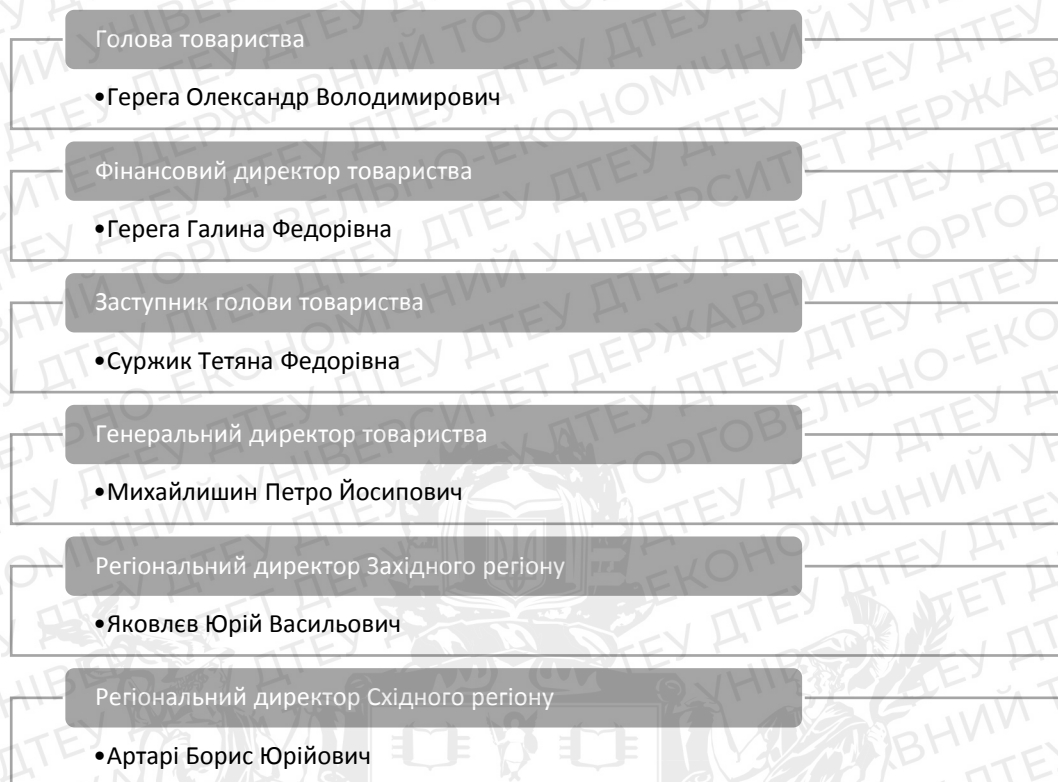 Голова товариства
•Герега Олександр Володимирович
Фінансовий директор товариства
•Герега Галина Федорівна
Заступник голови товариства
•Суржик Тетяна Федорівна
Генеральний директор товариства
•Михайлишин Петро Йосипович
Регіональний директор Західного регіону
•Яковлєв Юрій Васильович
Регіональний директор Східного регіону
•Артарі Борис Юрійович